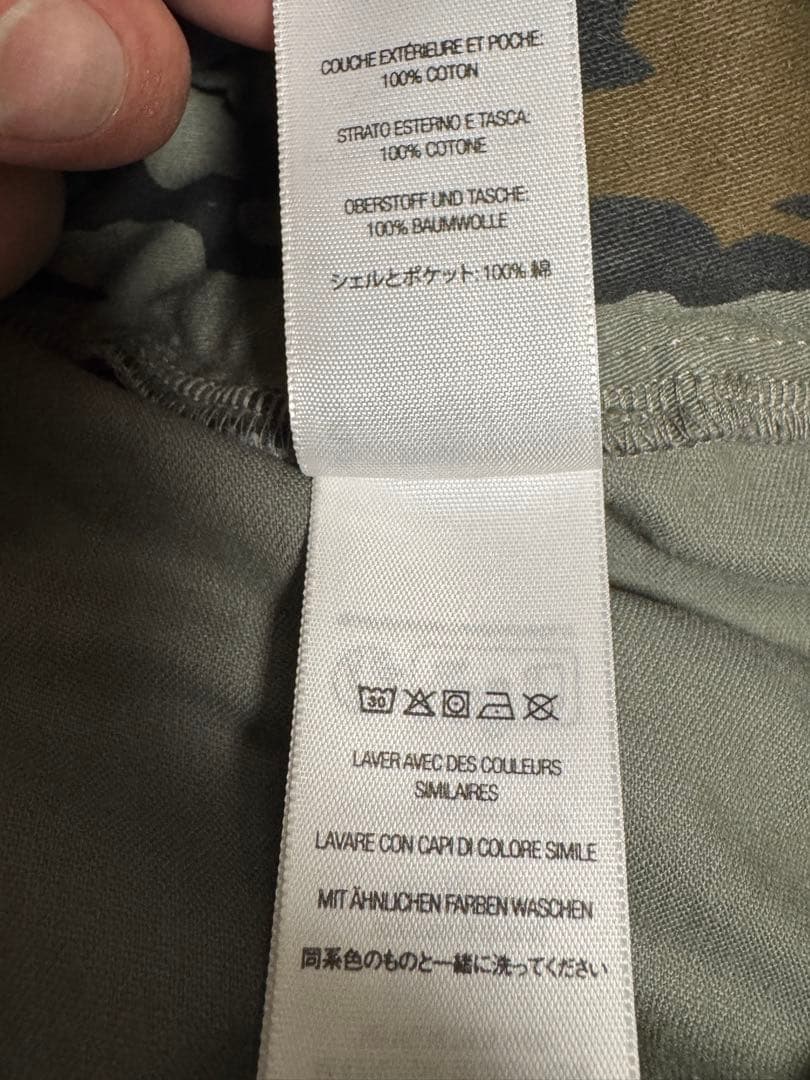 COUCHE EXTÉRIEURE ET POCHE:
100% COTON
STRATO ESTERNO E TASCA:
100% COTONE
OBERSTOFF UND TASCHE:
100% BAUMWOLLE
シェルとポケット: 100% 綿
30
LAVER AVEC DES COULEURS
SIMILAIRES
LAVARE CON CAPI DI COLORE SIMILE
MIT ÄHNLICHEN FARBEN WASCHEN
同系色のものと一緒に洗ってください